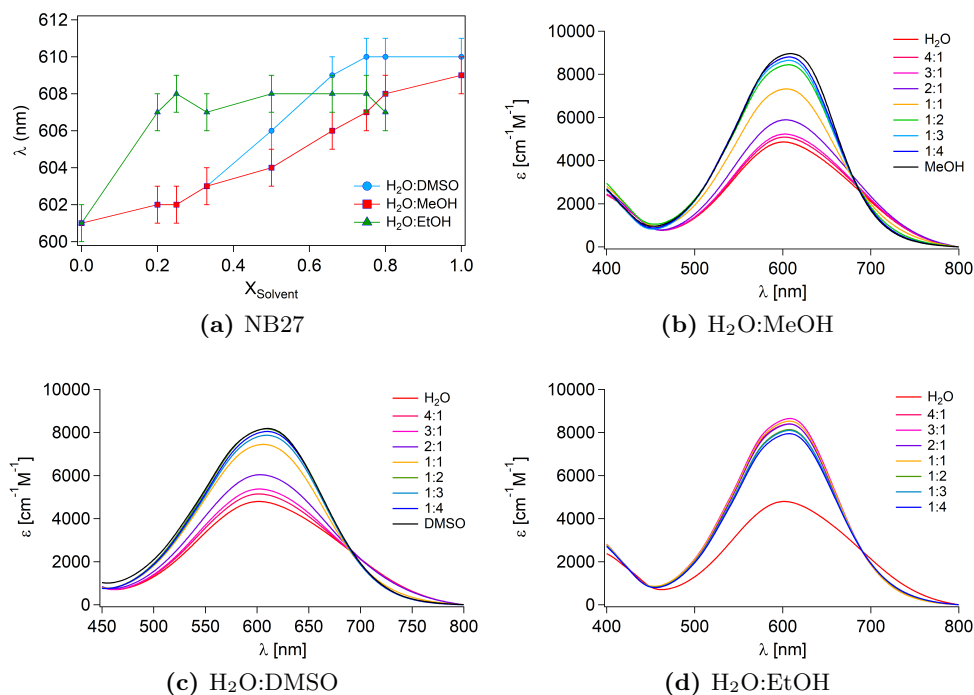 612
610
608
606
604
602
600
λ (nm)
0.0 0.2 0.4 0.6 0.8 1.0
X_Solvent
H₂O:DMSO
H₂O:MeOH
H₂O:EtOH
(a) NB27
10000
8000
6000
4000
2000
0
ε [cm⁻¹M⁻¹]
400 500 600 700 800
λ [nm]
H₂O
4:1
3:1
2:1
1:1
1:2
1:3
1:4
MeOH
(b) H₂O:MeOH
10000
8000
6000
4000
2000
0
ε [cm⁻¹M⁻¹]
450 500 550 600 650 700 750 800
λ [nm]
H₂O
4:1
3:1
2:1
1:1
1:2
1:3
1:4
DMSO
(c) H₂O:DMSO
10000
8000
6000
4000
2000
0
ε [cm⁻¹M⁻¹]
400 500 600 700 800
λ [nm]
H₂O
4:1
3:1
2:1
1:1
1:2
1:3
1:4
(d) H₂O:EtOH